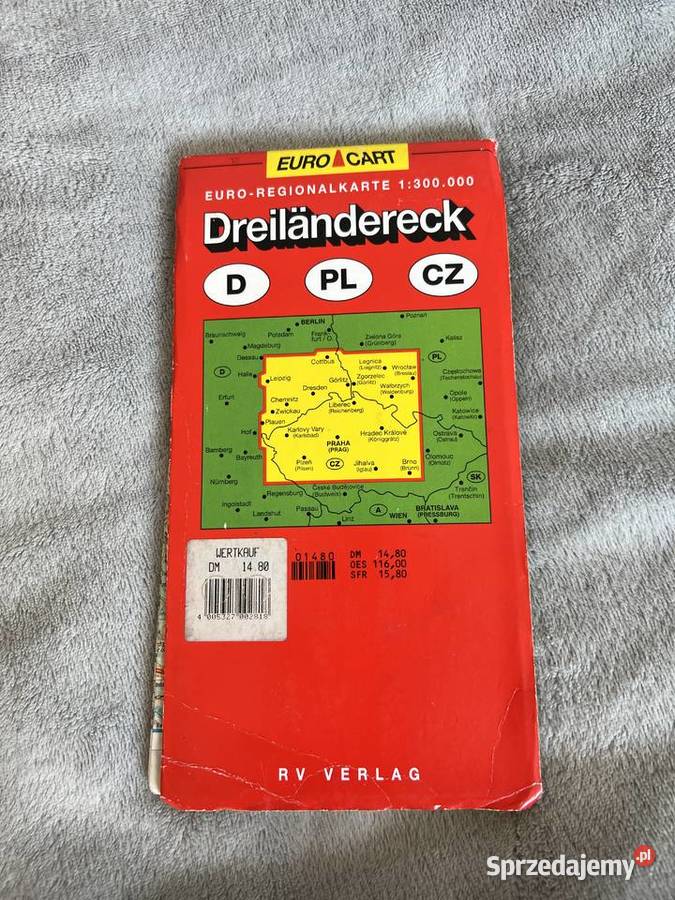 EURO CART
EURO-REGIONALKARTE 1:300.000
Dreiländereck
D PL CZ
Poznań
BERLIN
Braunschweig
Potsdam
Frank-
furt / O.
Zielona Góra
(Grünberg)
Kalisz
Magdeburg
Dessau
Cottbus
Legnica
(Liegnitz)
PL
D
Halle
Leipzig
Görlitz
Zgorzelec
(Görlitz)
Wrocław
(Breslau)
Częstochowa
(Tschenstochau)
Dresden
Wałbrzych
(Waldenburg)
Opole
(Oppeln)
Erfurt
Chemnitz
Zwickau
Liberec
(Reichenberg)
Katowice
(Kattowitz)
Plauen
Hof
Karlovy Vary
(Karlsbad)
Hradec Králové
(Königgrätz)
Ostrava
(Ostrau)
PRAHA
(PRAG)
Bamberg
Bayreuth
Plzeň
(Pilsen)
CZ
Jihlava
(Iglau)
Brno
(Brünn)
Olomouc
(Olmütz)
Nürnberg
SK
Regensburg
České Budějovice
(Budweis)
Trenčín
(Trentschin)
Ingolstadt
Landshut
Passau
Linz
A
WIEN
BRATISLAVA
(PRESSBURG)
WERTKAUF
DM 14.80
4 005327 002818
01480
DM 14,80
OES 116,00
SFR 15,80
RV VERLAG
Sprzedajemy.pl